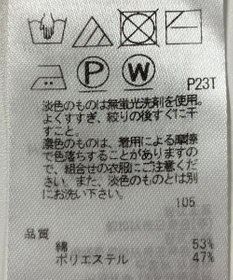 P W
P23T
淡色のものは無蛍光洗剤を使用。
よくすすぎ、絞りの後すぐに干
すこと。
濃色のものは、着用による摩擦
で色落ちすることがありますの
で、組合せの衣服にご注意くだ
さい。また、淡色のものとは別
にお洗い下さい。
105
品質
綿 53%
ポリエステル 47%